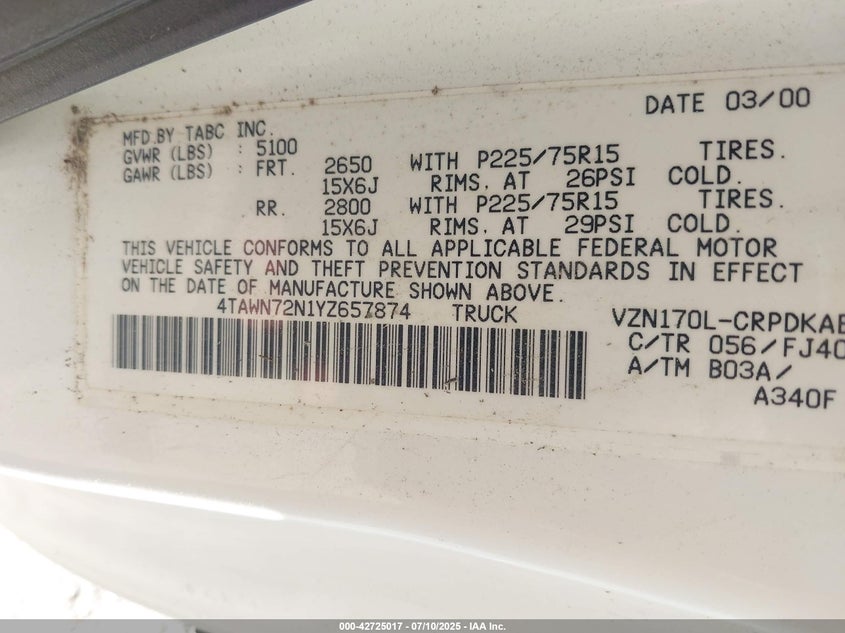 DATE 03/00
MFD.BY TABC INC.
GVWR (LBS) : 5100
GAWR (LBS) : FRT. 2650 WITH P225/75R15 TIRES.
15X6J RIMS, AT 26PSI COLD.
RR. 2800 WITH P225/75R15 TIRES.
15X6J RIMS, AT 29PSI COLD.
THIS VEHICLE CONFORMS TO ALL APPLICABLE FEDERAL MOTOR
VEHICLE SAFETY AND THEFT PREVENTION STANDARDS IN EFFECT
ON THE DATE OF MANUFACTURE SHOWN ABOVE.
4TAWN72N1YZ657874 TRUCK VZN170L-CRPDKAB
C/TR 056/FJ40
A/TM B03A/
A340F
000-42725017 - 07/10/2025 - IAA Inc.